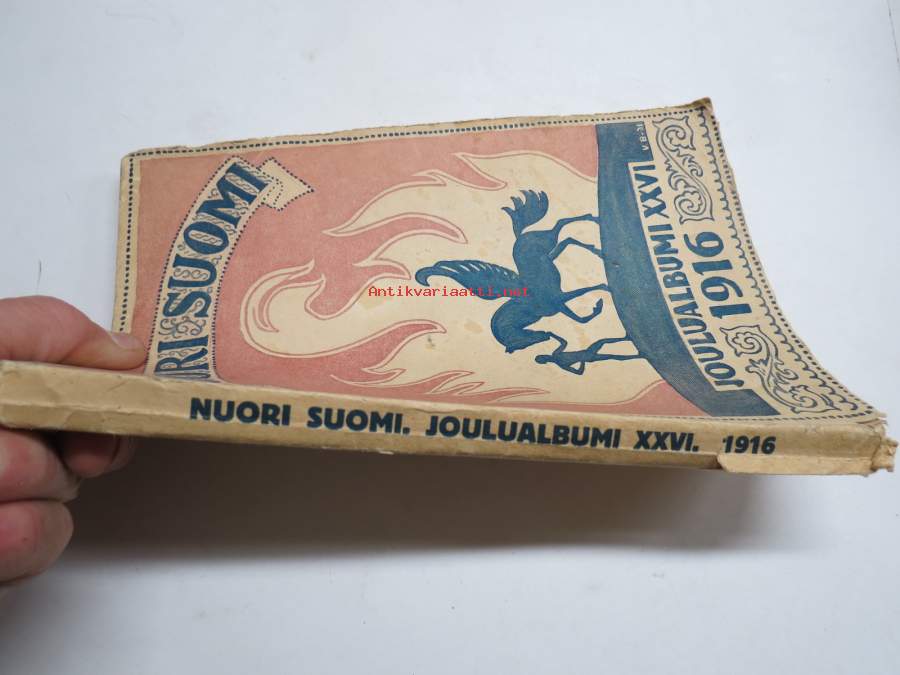 RI·SUOMI
Antikvariaatti.net
V.B-M
JOULUALBUMI XXVI
1916
NUORI SUOMI. JOULUALBUMI XXVI. 1916